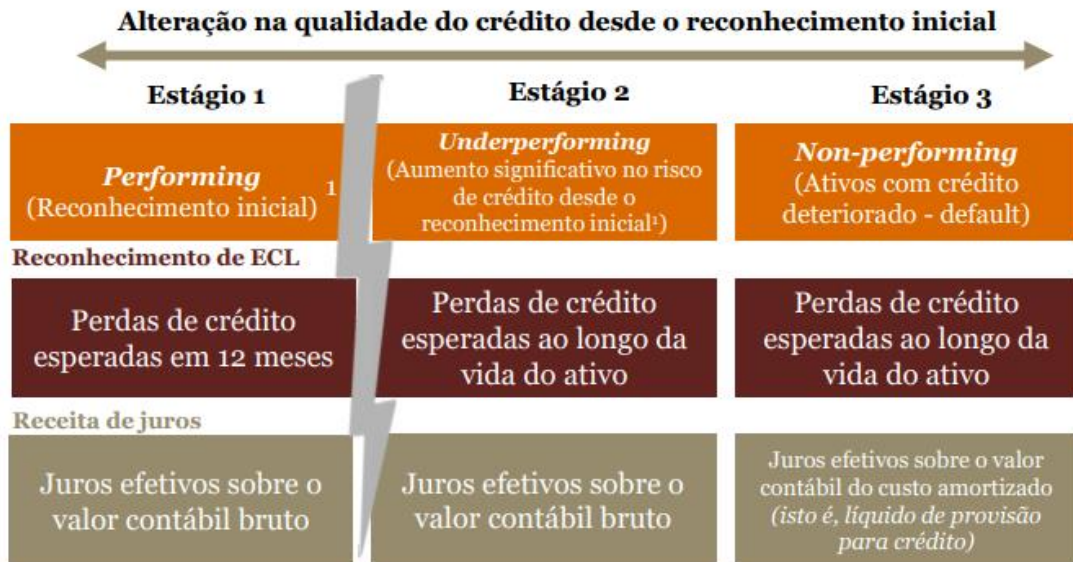 Alteração na qualidade do crédito desde o reconhecimento inicial
Estágio 1
Estágio 2
Estágio 3
Performing
(Reconhecimento inicial) 1
Underperforming
(Aumento significativo no risco
de crédito desde o
reconhecimento inicial¹)
Non-performing
(Ativos com crédito
deteriorado - default)
Reconhecimento de ECL
Perdas de crédito
esperadas em 12 meses
Perdas de crédito
esperadas ao longo da
vida do ativo
Perdas de crédito
esperadas ao longo da
vida do ativo
Receita de juros
Juros efetivos sobre o
valor contábil bruto
Juros efetivos sobre o
valor contábil bruto
Juros efetivos sobre o valor
contábil do custo amortizado
(isto é, líquido de provisão
para crédito)